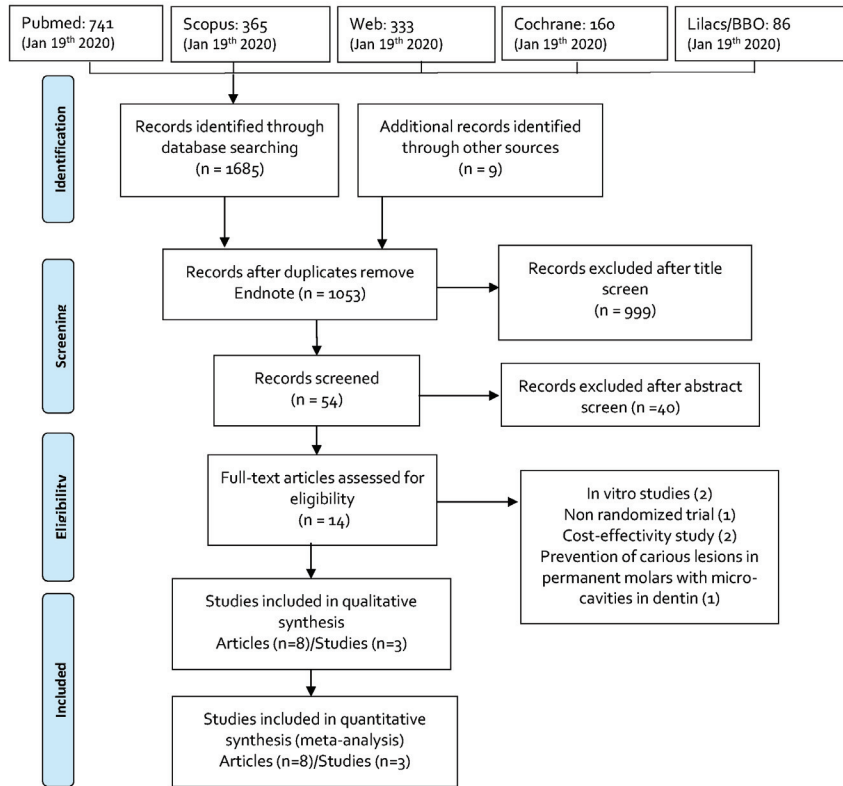 Pubmed: 741
(Jan 19th 2020)
Scopus: 365
(Jan 19th 2020)
Web: 333
(Jan 19th 2020)
Cochrane: 160
(Jan 19th 2020)
Lilacs/BBO: 86
(Jan 19th 2020)
Identification
Records identified through
database searching
(n = 1685)
Additional records identified
through other sources
(n = 9)
Screening
Records after duplicates remove
Endnote (n = 1053)
Records excluded after title
screen
(n = 999)
Records screened
(n = 54)
Records excluded after abstract
screen (n =40)
Eligibility
Full-text articles assessed for
eligibility
(n = 14)
In vitro studies (2)
Non randomized trial (1)
Cost-effectivity study (2)
Prevention of carious lesions in
permanent molars with micro-
cavities in dentin (1)
Included
Studies included in qualitative
synthesis
Articles (n=8)/Studies (n=3)
Studies included in quantitative
synthesis (meta-analysis)
Articles (n=8)/Studies (n=3)